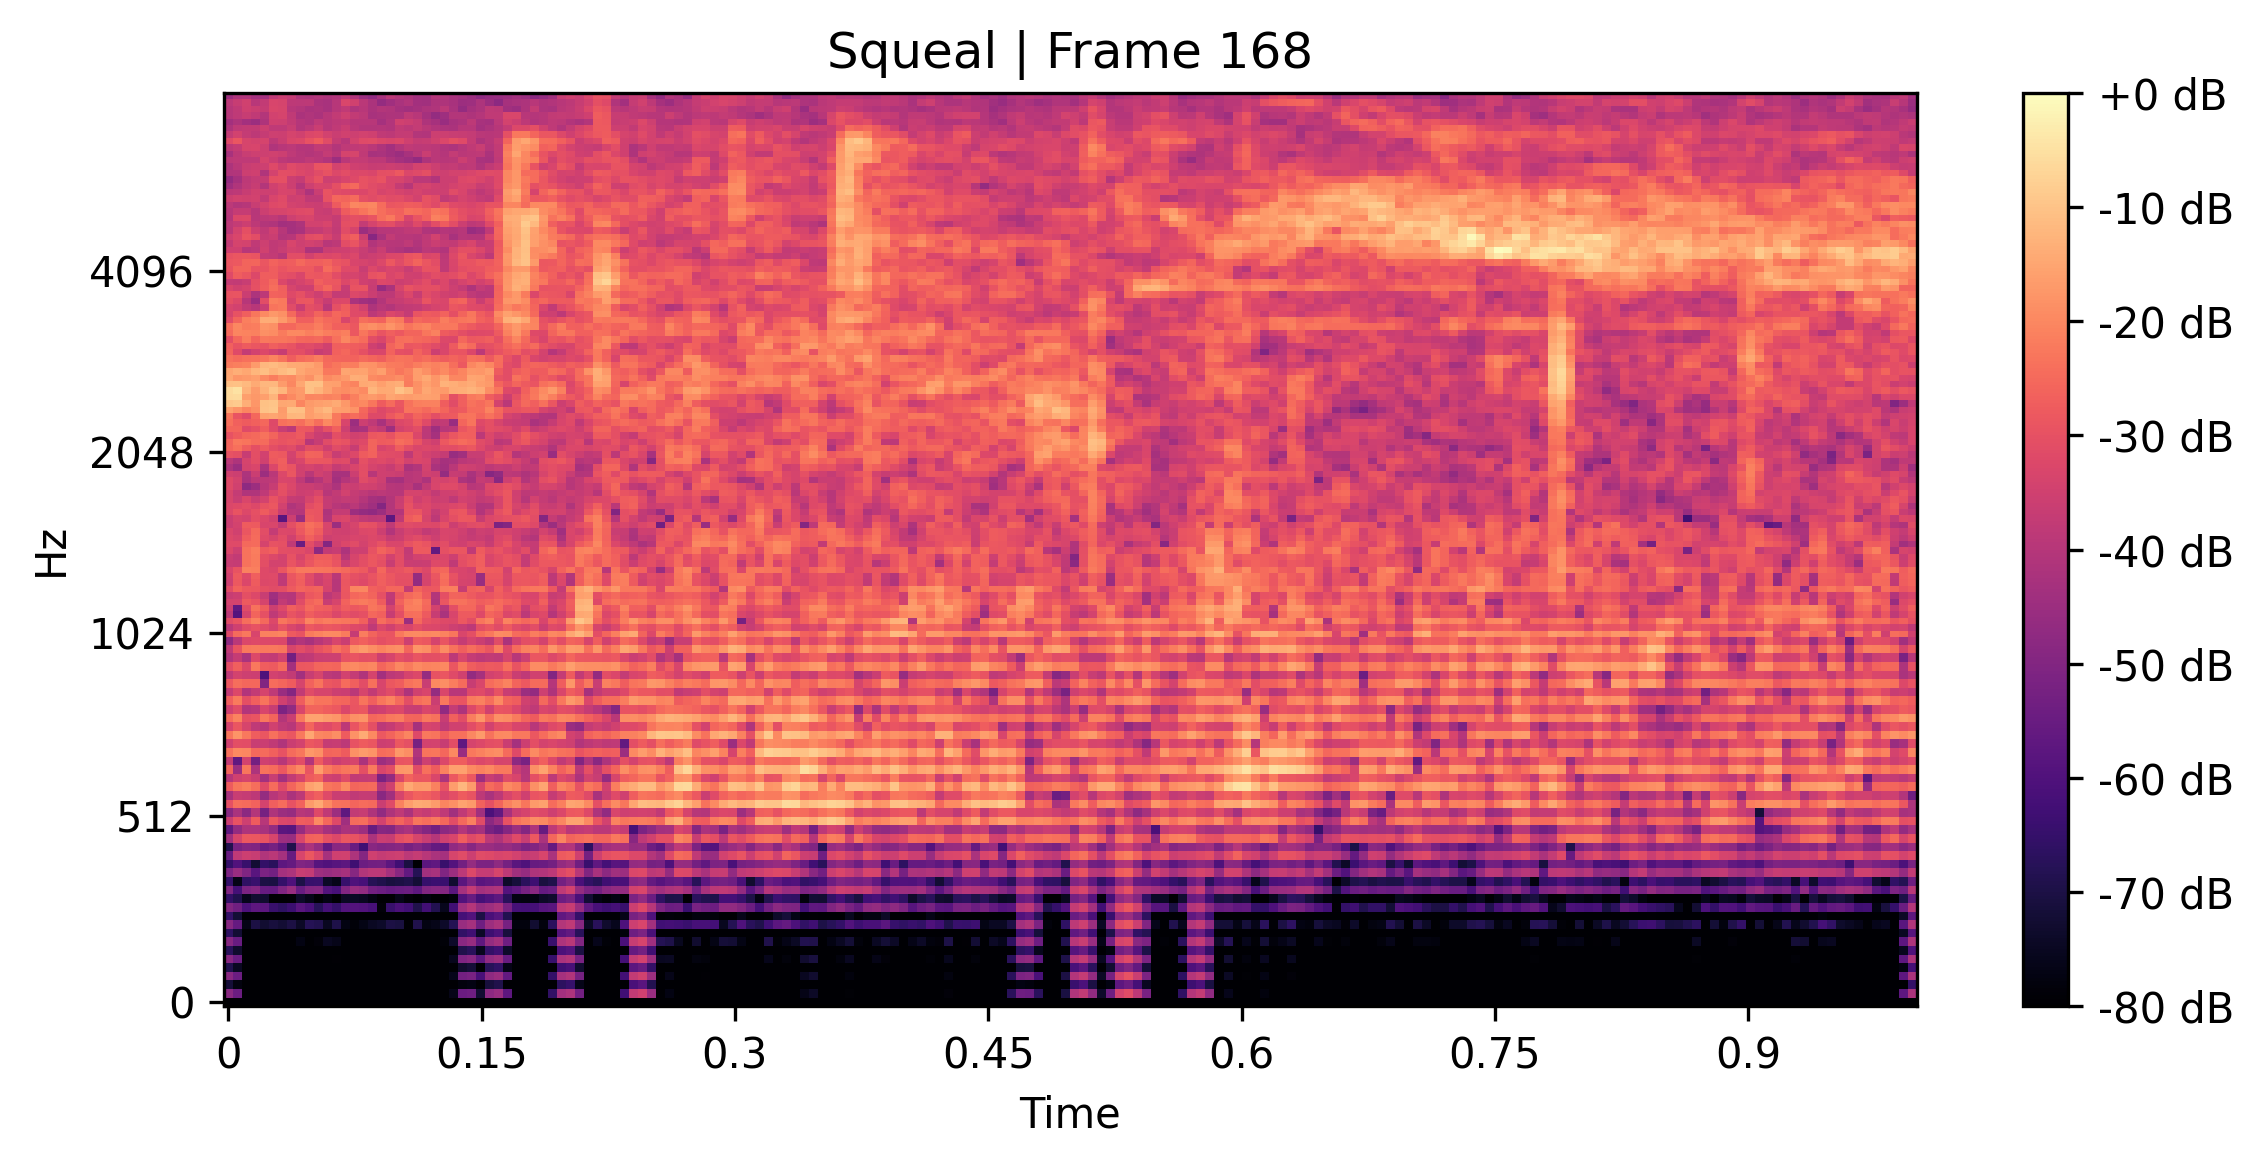 Squeal | Frame 168
+0 dB
-10 dB
-20 dB
-30 dB
-40 dB
-50 dB
-60 dB
-70 dB
-80 dB
Hz
4096
2048
1024
512
0
0 0.15 0.3 0.45 0.6 0.75 0.9
Time